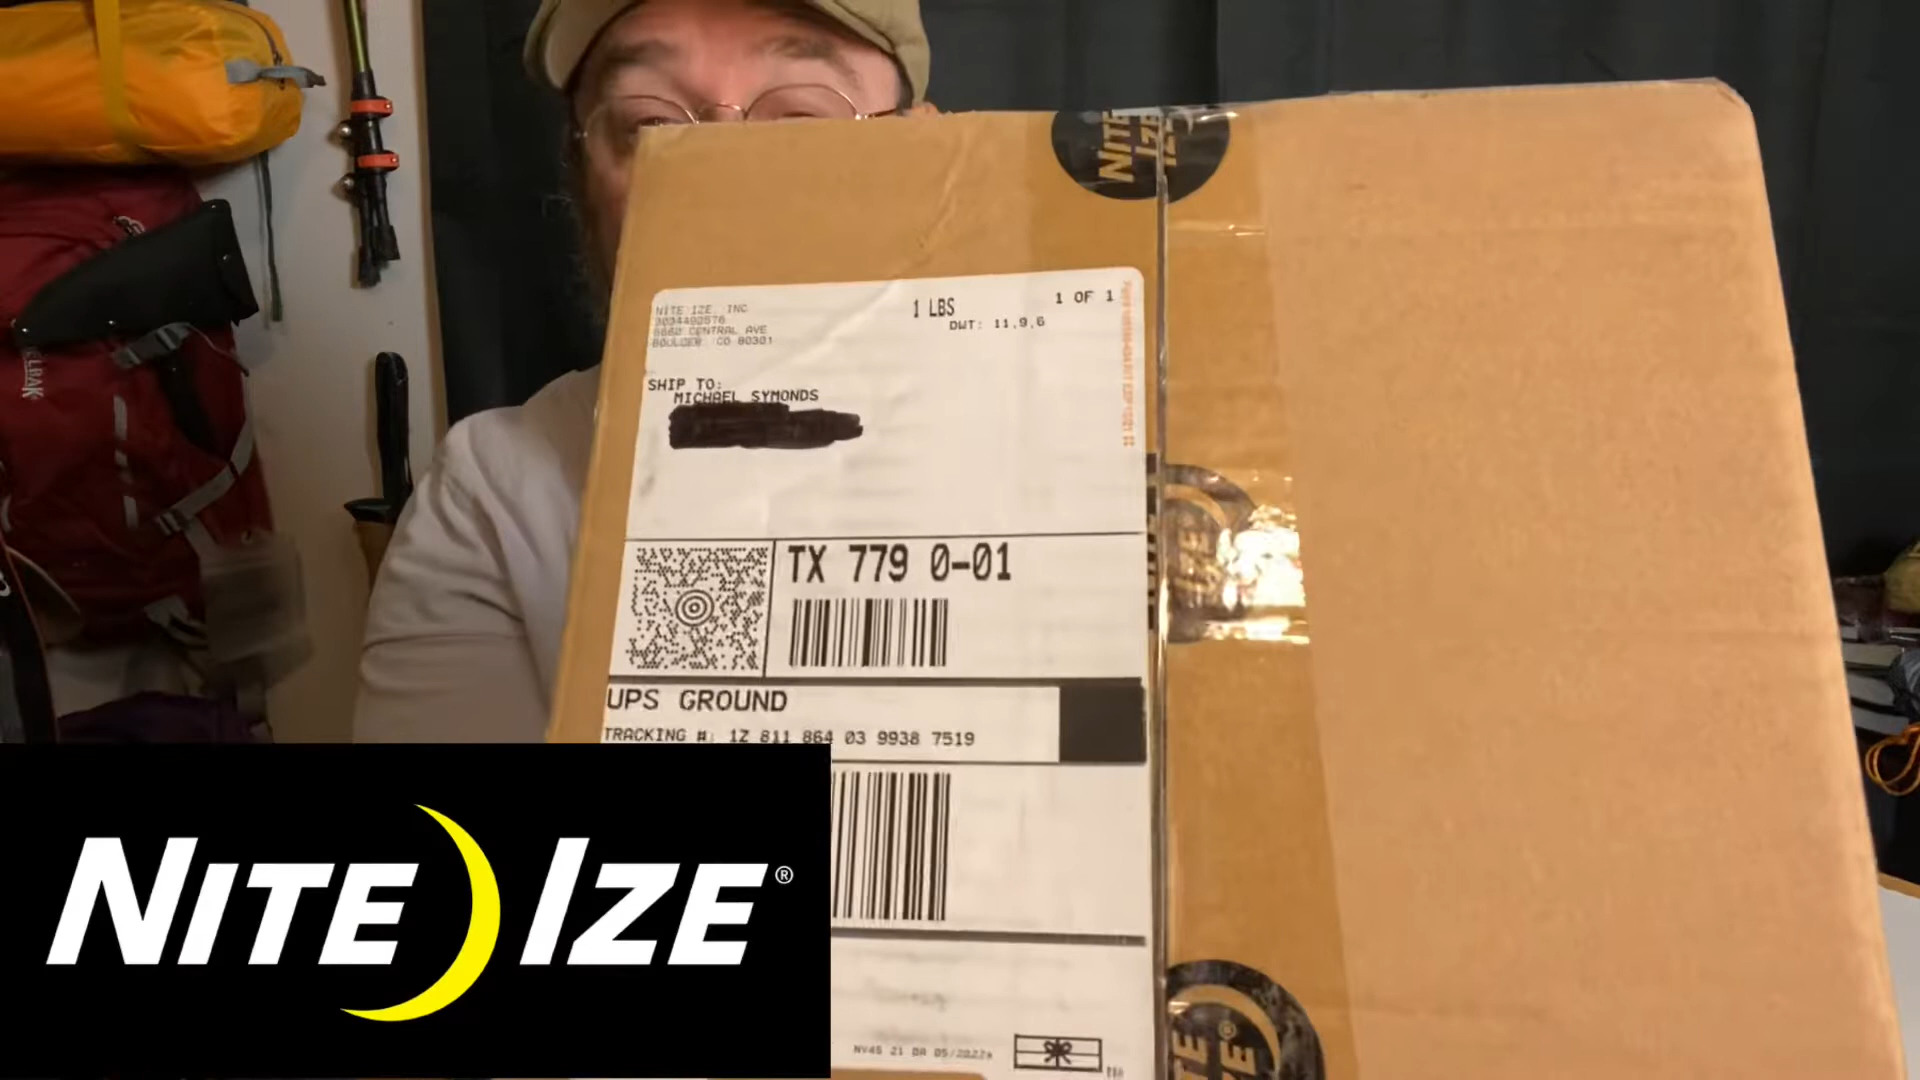 NITE IZE
NITE IZE, INC
3034492576
5660 CENTRAL AVE
BOULDER CO 80301
1 LBS
1 OF 1
DWT: 11,9,6
SHIP TO:
MICHAEL SYMONDS
TX 779 0-01
UPS GROUND
TRACKING #: 1Z 811 864 03 9938 7519
NITE IZE®
ELBAK